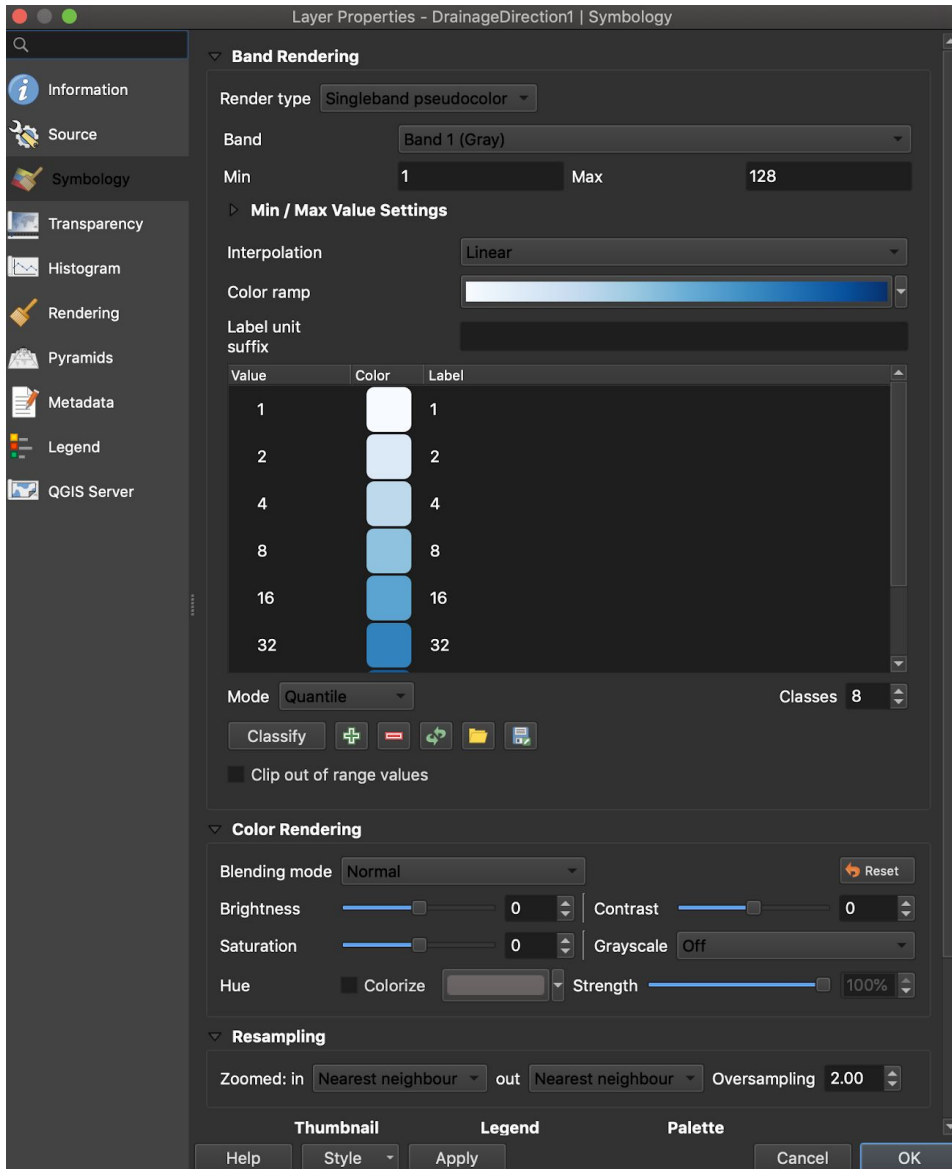 Layer Properties - DrainageDirection1 | Symbology
Information
Source
Symbology
Transparency
Histogram
Rendering
Pyramids
Metadata
Legend
QGIS Server
Band Rendering
Render type Singleband pseudocolor
Band Band 1 (Gray)
Min 1 Max 128
Min / Max Value Settings
Interpolation Linear
Color ramp
Label unit
suffix
Value Color Label
1 1
2 2
4 4
8 8
16 16
32 32
Mode Quantile Classes 8
Classify
Clip out of range values
Color Rendering
Blending mode Normal Reset
Brightness 0 Contrast 0
Saturation 0 Grayscale Off
Hue Colorize Strength 100%
Resampling
Zoomed: in Nearest neighbour out Nearest neighbour Oversampling 2.00
Thumbnail Legend Palette
Help Style Apply Cancel OK